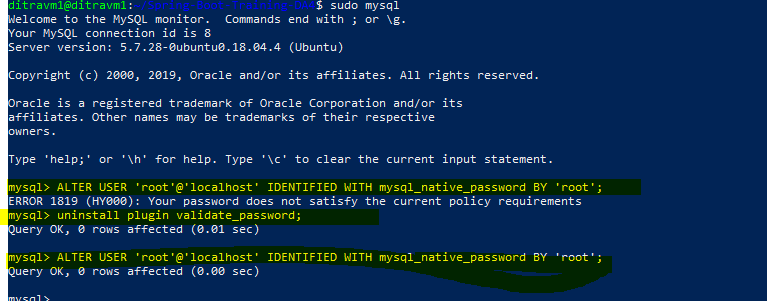 ditravm1@ditravm1:~/Spring Boot Training LAM$ sudo mysql
Welcome to the MySQL monitor.  Commands end with ; or \g.
Your MySQL connection id is 8
Server version: 5.7.28-0ubuntu0.18.04.4 (Ubuntu)
Copyright (c) 2000, 2019, Oracle and/or its affiliates. All rights reserved.
Oracle is a registered trademark of Oracle Corporation and/or its
affiliates. Other names may be trademarks of their respective
owners.
Type 'help;' or '\h' for help. Type '\c' to clear the current input statement.
mysql> ALTER USER 'root'@'localhost' IDENTIFIED WITH mysql_native_password BY 'root';
ERROR 1819 (HY000): Your password does not satisfy the current policy requirements
mysql> uninstall plugin validate_password;
Query OK, 0 rows affected (0.01 sec)
mysql> ALTER USER 'root'@'localhost' IDENTIFIED WITH mysql_native_password BY 'root';
Query OK, 0 rows affected (0.00 sec)
mysql>